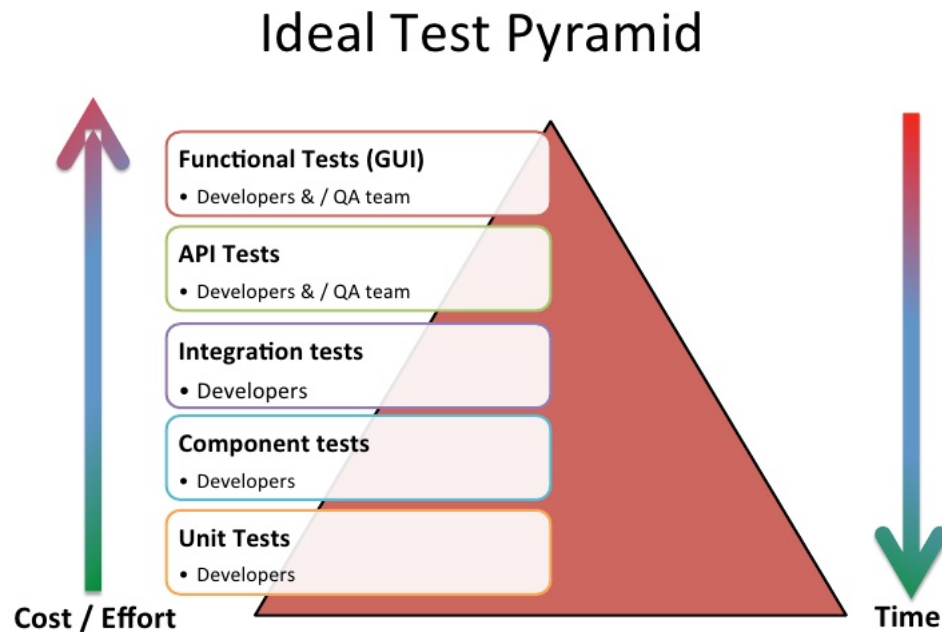 Ideal Test Pyramid
Functional Tests (GUI)
• Developers & / QA team
API Tests
• Developers & / QA team
Integration tests
• Developers
Component tests
• Developers
Unit Tests
• Developers
Cost / Effort
Time